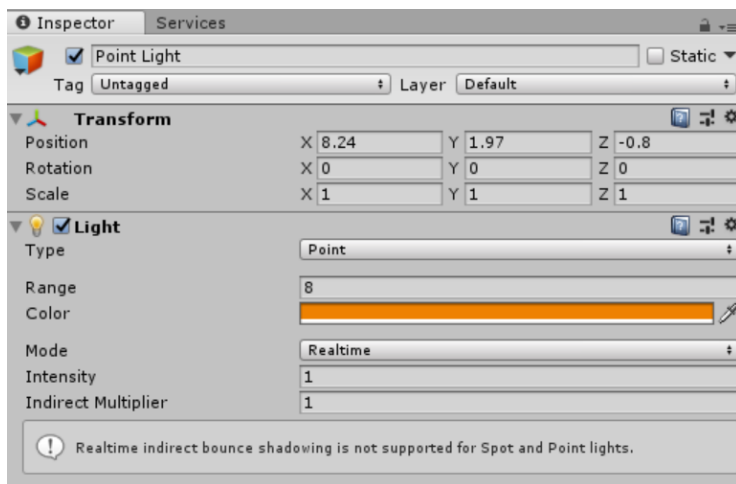 Inspector Services
Point Light Static
Tag Untagged Layer Default
Transform
Position X 8.24 Y 1.97 Z -0.8
Rotation X 0 Y 0 Z 0
Scale X 1 Y 1 Z 1
Light
Type Point
Range 8
Color
Mode Realtime
Intensity 1
Indirect Multiplier 1
Realtime indirect bounce shadowing is not supported for Spot and Point lights.